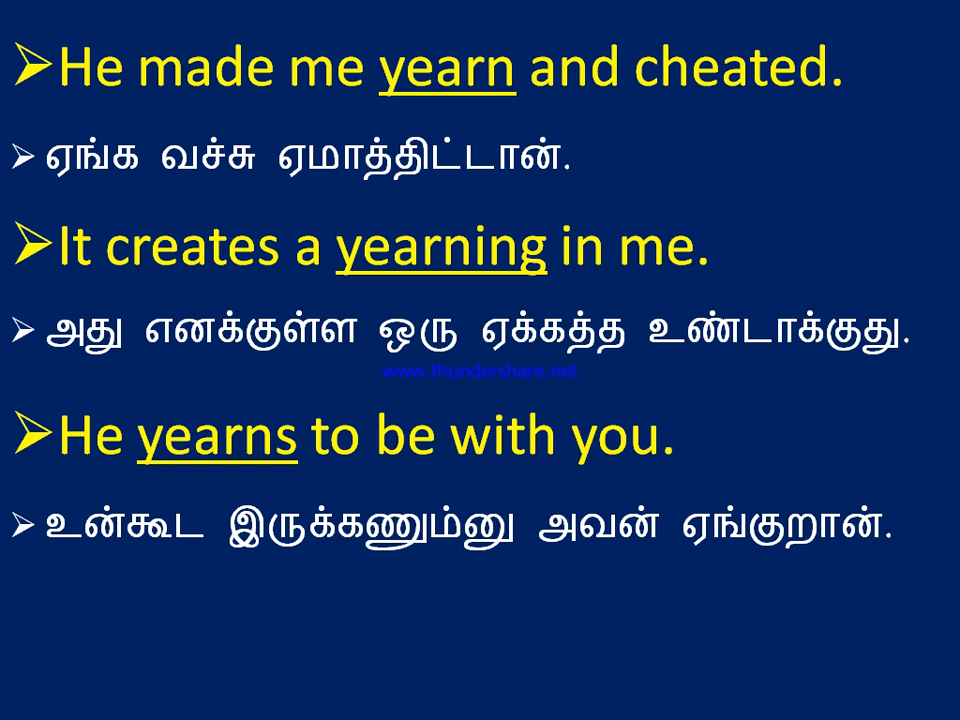 ➢He made me yearn and cheated.
➢ ஏங்க வச்சு ஏமாத்திட்டான்.
➢It creates a yearning in me.
➢ அது எனக்குள்ள ஒரு ஏக்கத்த உண்டாக்குது.
www.thundershare.net
➢He yearns to be with you.
➢ உன்கூட இருக்கணும்னு அவன் ஏங்குறான்.